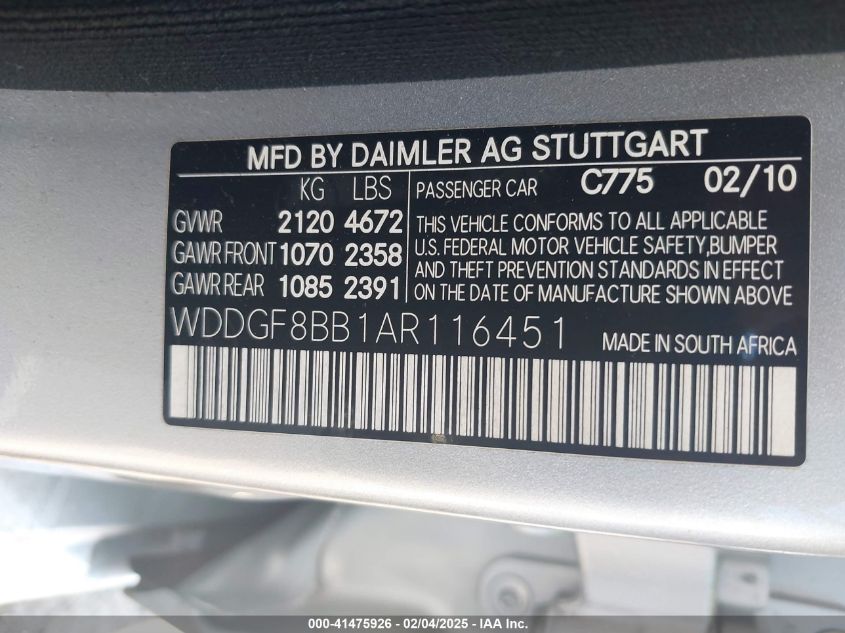 MFD BY DAIMLER AG STUTTGART
KG LBS
GVWR 2120 4672
GAWR FRONT 1070 2358
GAWR REAR 1085 2391
PASSENGER CAR C775 02/10
THIS VEHICLE CONFORMS TO ALL APPLICABLE
U.S. FEDERAL MOTOR VEHICLE SAFETY,BUMPER
AND THEFT PREVENTION STANDARDS IN EFFECT
ON THE DATE OF MANUFACTURE SHOWN ABOVE
WDDGF8BB1AR116451 MADE IN SOUTH AFRICA
000-41475926 - 02/04/2025 - IAA Inc.